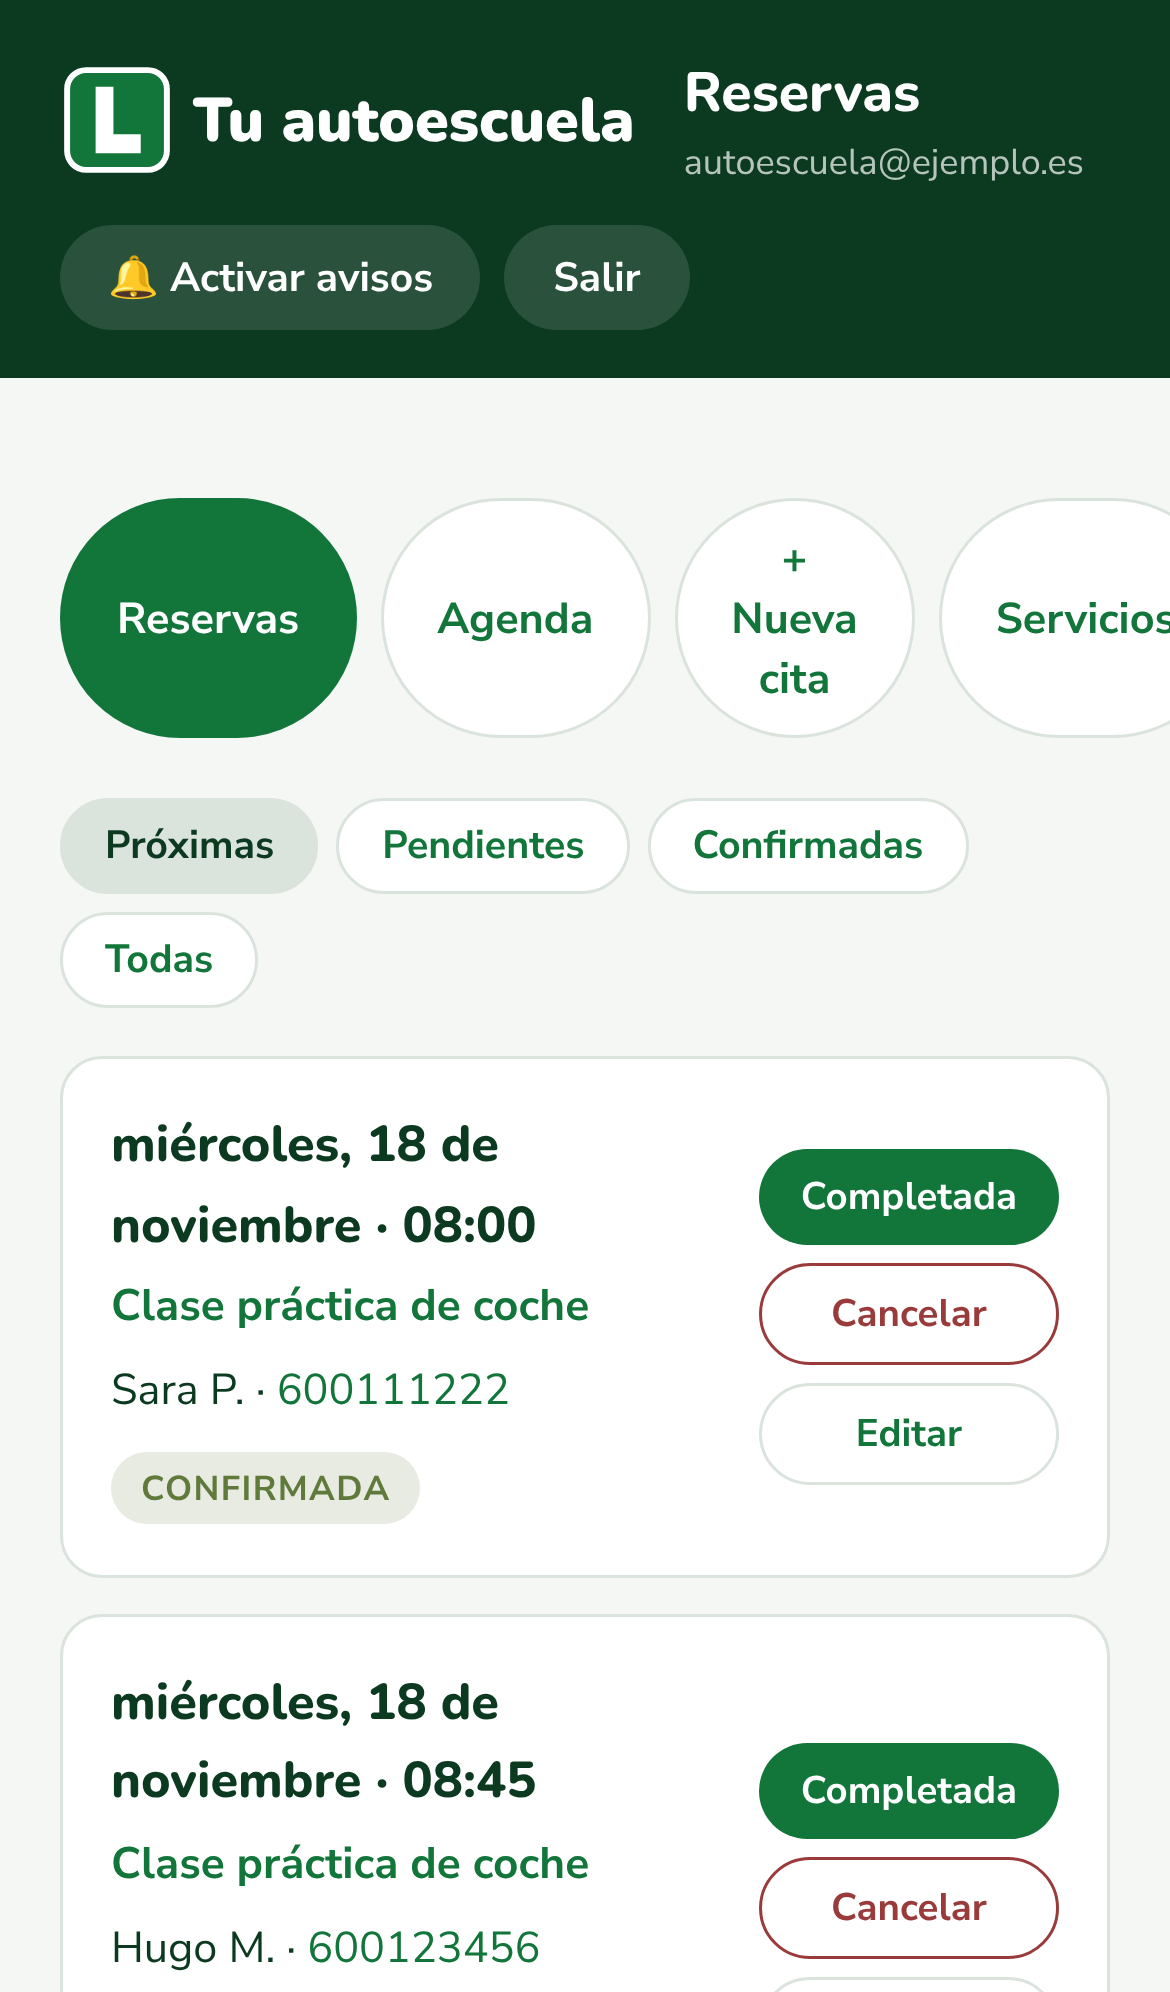 L Tu autoescuela
Reservas
autoescuela@ejemplo.es
🔔 Activar avisos
Salir
Reservas
Agenda
+
Nueva
cita
Servicios
Próximas
Pendientes
Confirmadas
Todas
miércoles, 18 de
noviembre · 08:00
Clase práctica de coche
Sara P. · 600111222
CONFIRMADA
Completada
Cancelar
Editar
miércoles, 18 de
noviembre · 08:45
Clase práctica de coche
Hugo M. · 600123456
Completada
Cancelar